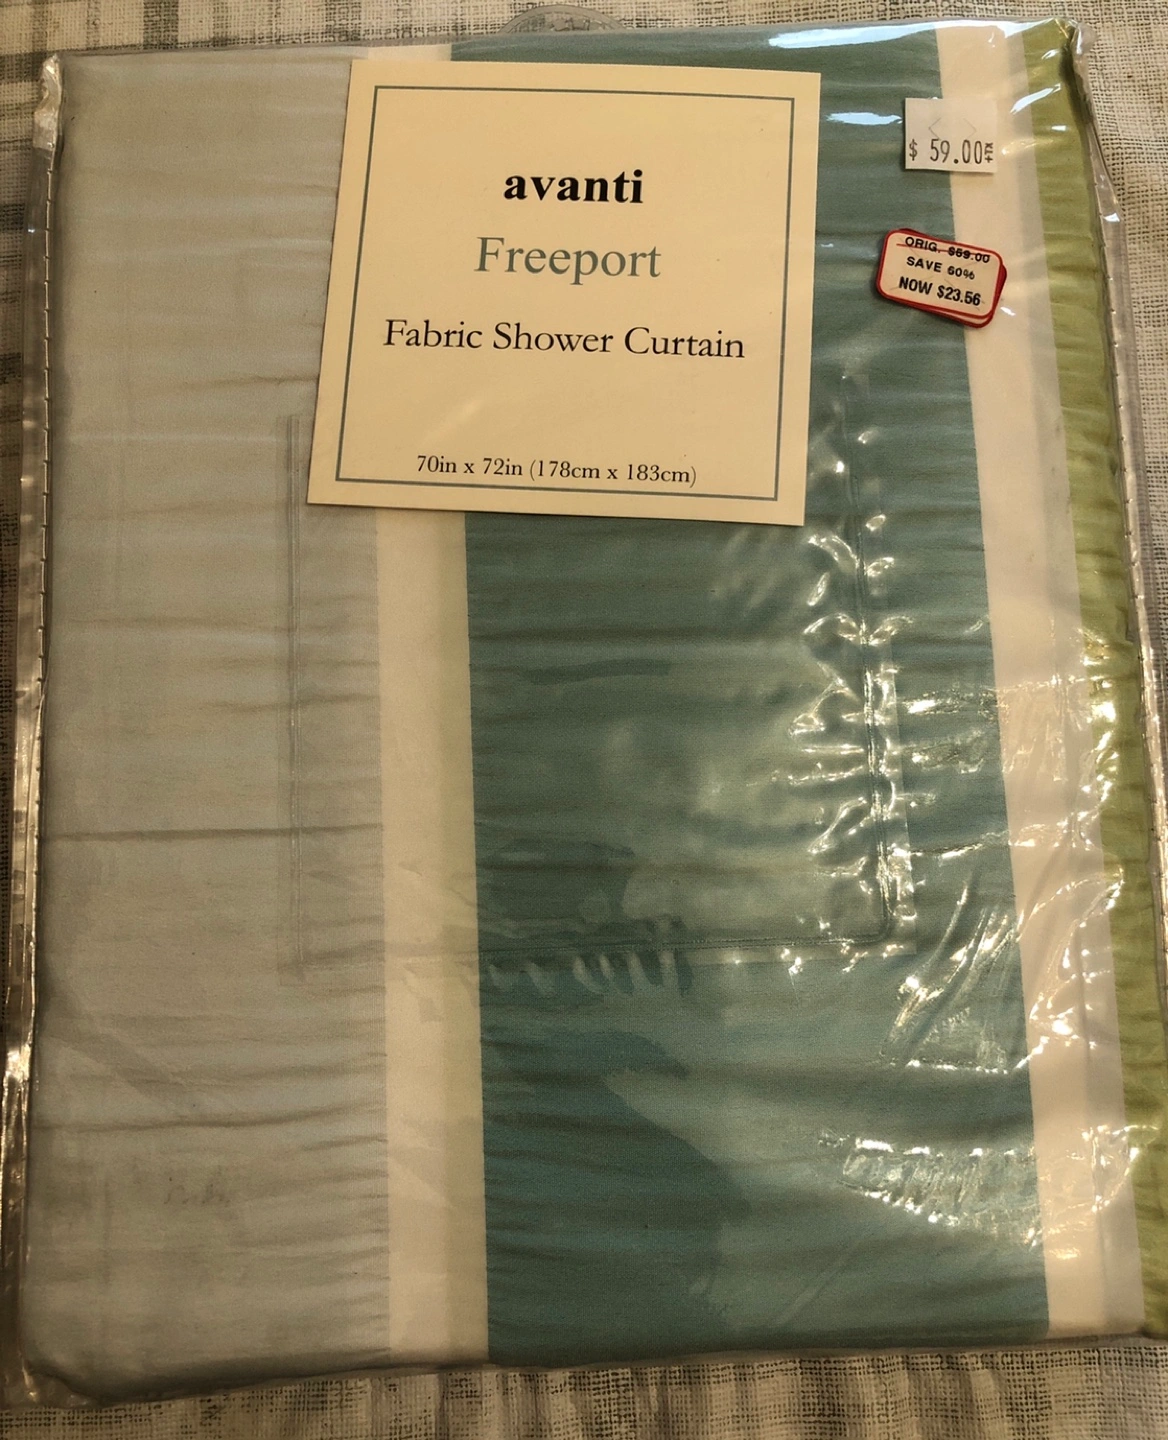 avanti
Freeport
Fabric Shower Curtain
70in x 72in (178cm x 183cm)
$ 59.00
ORIG. $59.00
SAVE 60%
NOW $23.56